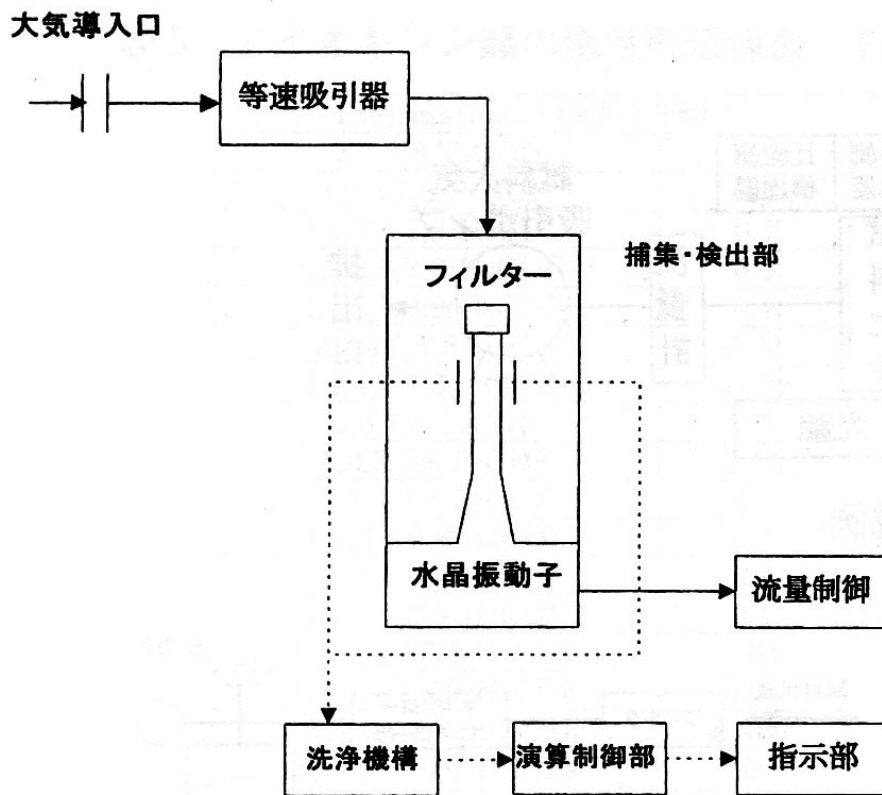 大気導入口
等速吸引器
フィルター
捕集・検出部
水晶振動子
流量制御
洗浄機構
演算制御部
指示部